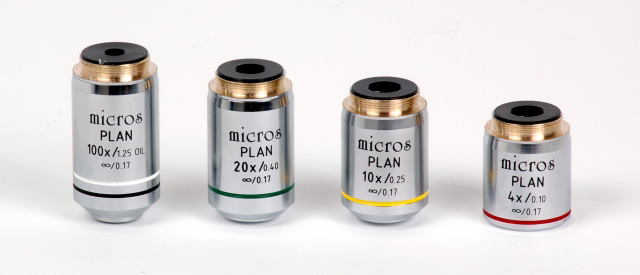 micros
PLAN
100x/1.25 OIL
∞/0.17
micros
PLAN
20x/0.40
∞/0.17
micros
PLAN
10x/0.25
∞/0.17
micros
PLAN
4x/0.10
∞/0.17